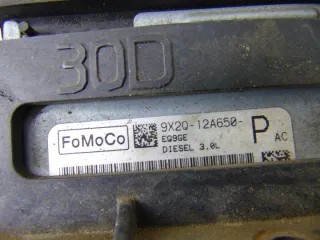 30D
FoMoCo
9X2Q-12A650- P AC
EQ9GE
DIESEL 3.0L